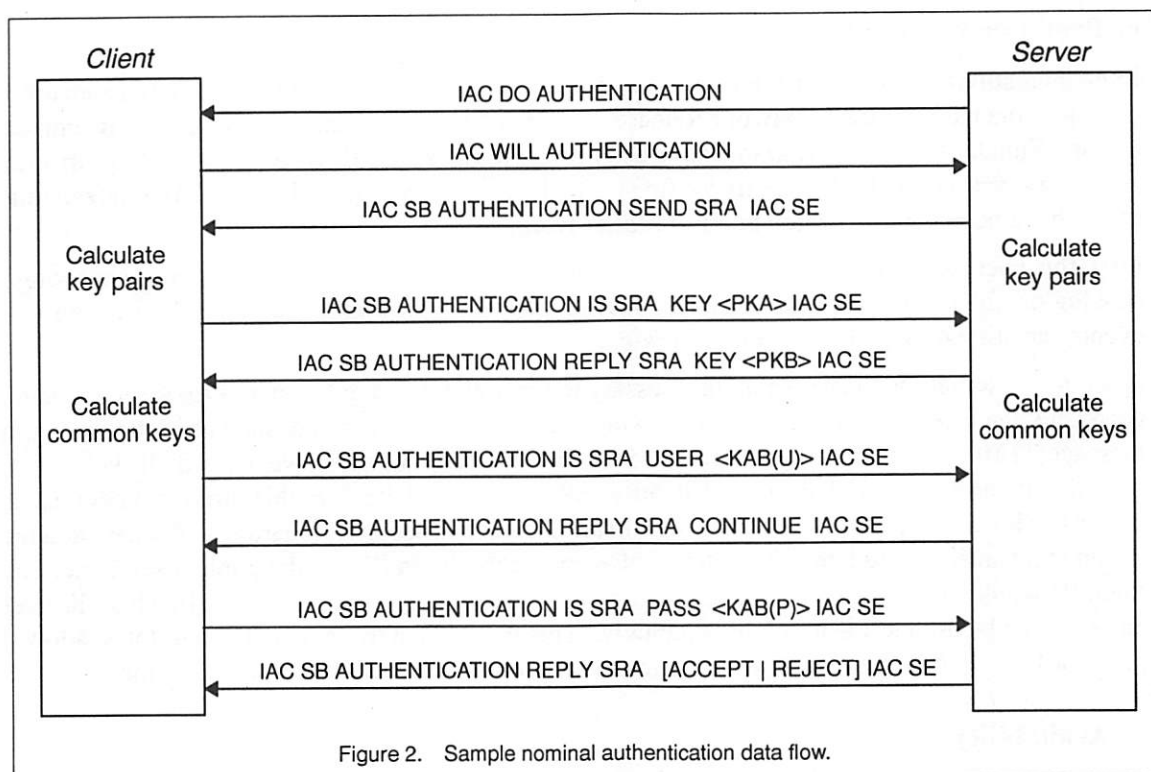 Client
Server
IAC DO AUTHENTICATION
IAC WILL AUTHENTICATION
IAC SB AUTHENTICATION SEND SRA IAC SE
Calculate
key pairs
Calculate
key pairs
IAC SB AUTHENTICATION IS SRA KEY <PKA> IAC SE
IAC SB AUTHENTICATION REPLY SRA KEY <PKB> IAC SE
Calculate
common keys
Calculate
common keys
IAC SB AUTHENTICATION IS SRA USER <KAB(U)> IAC SE
IAC SB AUTHENTICATION REPLY SRA CONTINUE IAC SE
IAC SB AUTHENTICATION IS SRA PASS <KAB(P)> IAC SE
IAC SB AUTHENTICATION REPLY SRA [ACCEPT | REJECT] IAC SE
Figure 2. Sample nominal authentication data flow.